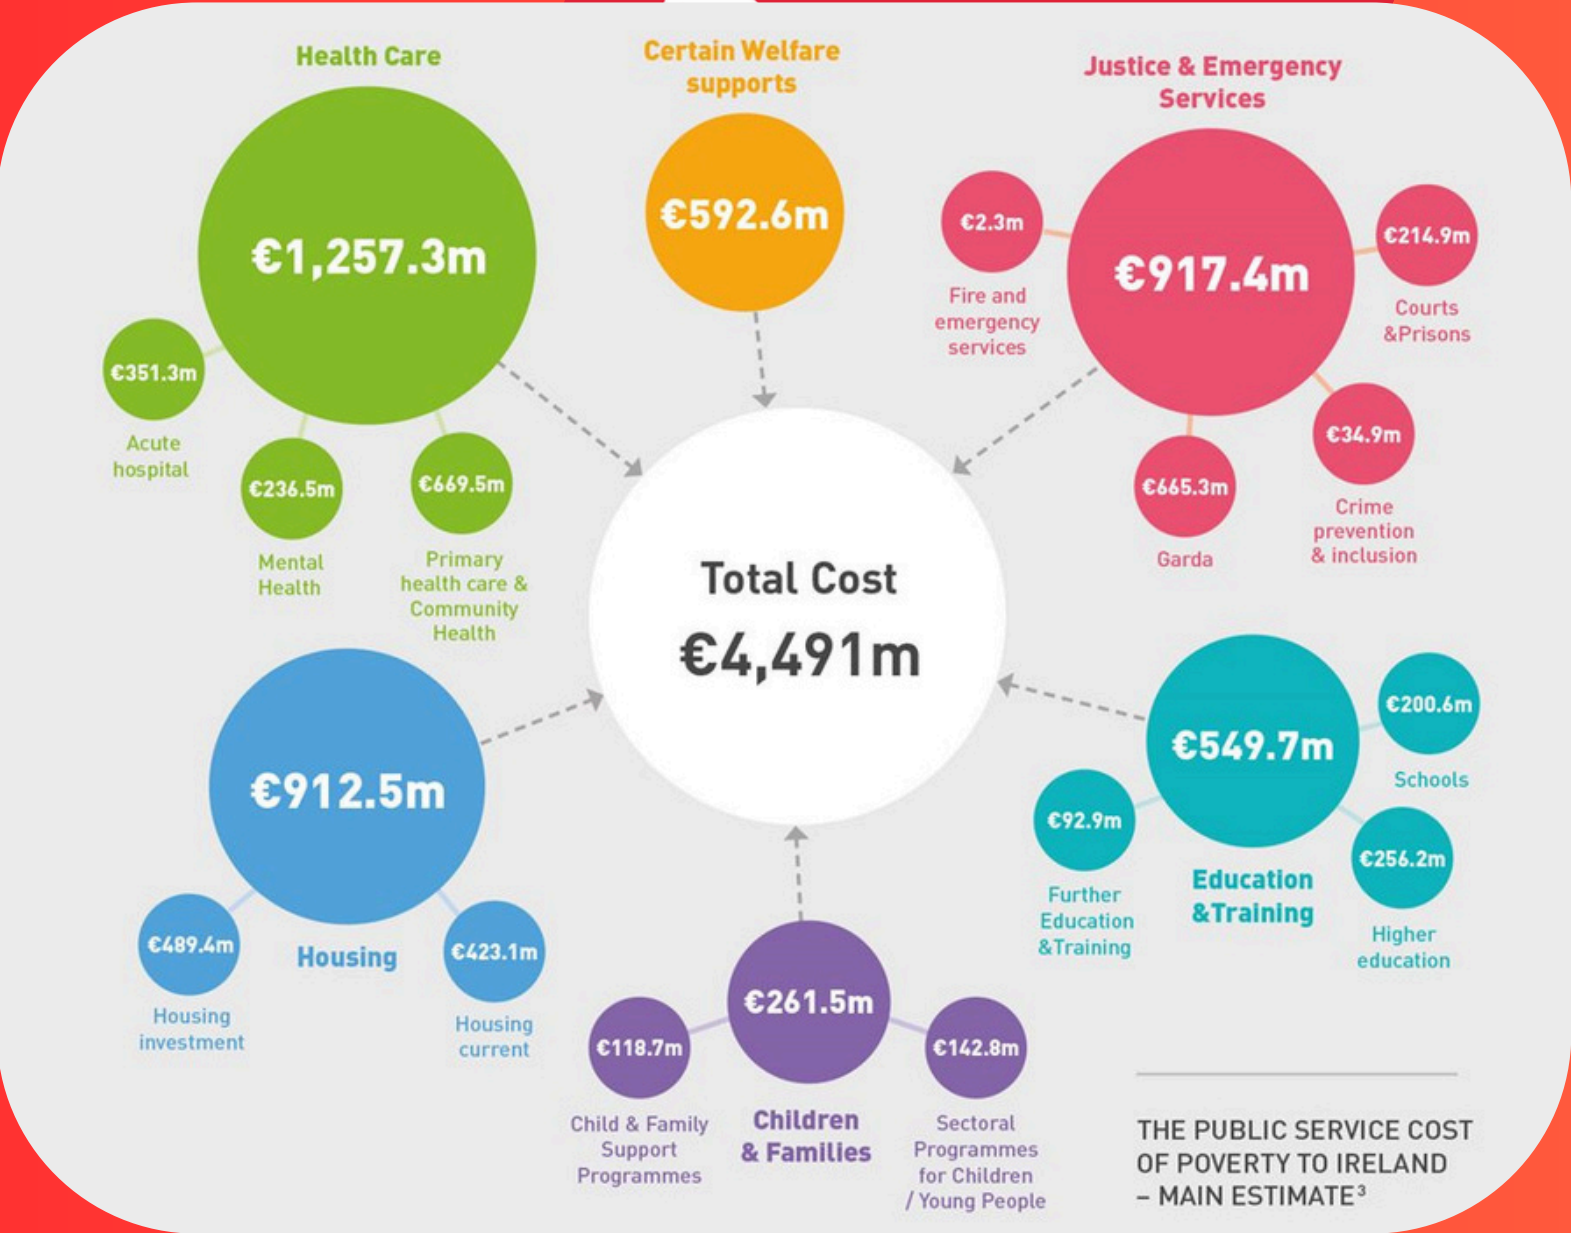 Health Care
€1,257.3m
€351.3m
Acute
hospital
€236.5m
Mental
Health
€669.5m
Primary
health care &
Community
Health
Certain Welfare
supports
€592.6m
Justice & Emergency
Services
€917.4m
€2.3m
Fire and
emergency
services
€214.9m
Courts
&Prisons
€665.3m
Garda
€34.9m
Crime
prevention
& inclusion
Total Cost
€4,491m
€912.5m
Housing
€489.4m
Housing
investment
€423.1m
Housing
current
€261.5m
Children
& Families
€118.7m
Child & Family
Support
Programmes
€142.8m
Sectoral
Programmes
for Children
/ Young People
€549.7m
Education
&Training
€200.6m
Schools
€92.9m
Further
Education
&Training
€256.2m
Higher
education
THE PUBLIC SERVICE COST
OF POVERTY TO IRELAND
– MAIN ESTIMATE³